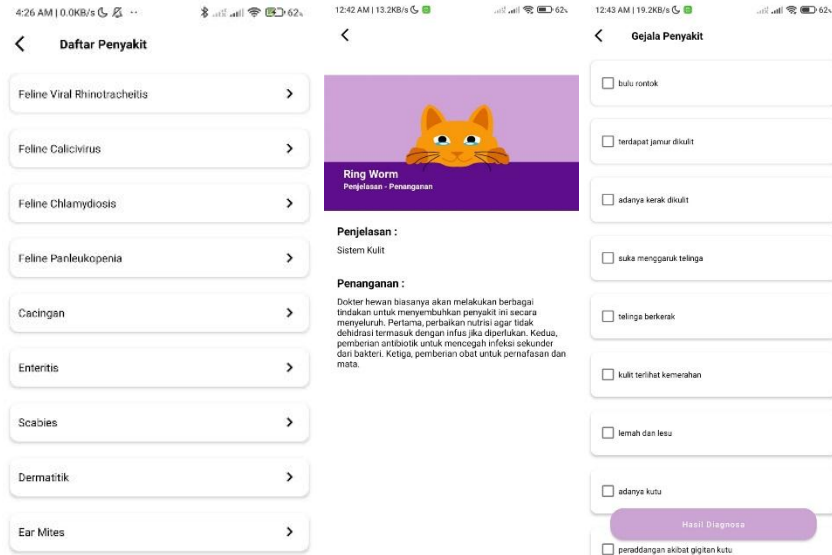 4:26 AM | 0.0KB/s
62%
Daftar Penyakit
Feline Viral Rhinotracheitis
Feline Calicivirus
Feline Chlamydiosis
Feline Panleukopenia
Cacingan
Enteritis
Scabies
Dermatitik
Ear Mites
12:42 AM | 13.2KB/s
62%
Ring Worm
Penjelasan - Penanganan
Penjelasan :
Sistem Kulit
Penanganan :
Dokter hewan biasanya akan melakukan berbagai
tindakan untuk menyembuhkan penyakit ini secara
menyeluruh. Pertama, perbaikan nutrisi agar tidak
dehidrasi termasuk dengan infus jika diperlukan. Kedua,
pemberian antibiotik untuk mencegah infeksi sekunder
dari bakteri. Ketiga, pemberian obat untuk pernafasan dan
mata.
12:43 AM | 19.2KB/s
62%
Gejala Penyakit
bulu rontok
terdapat jamur dikulit
adanya kerak dikulit
suka menggaruk telinga
telinga berkerak
kulit terlihat kemerahan
lemah dan lesu
adanya kutu
Hasil Diagnosa
peraddangan akibat gigitan kutu